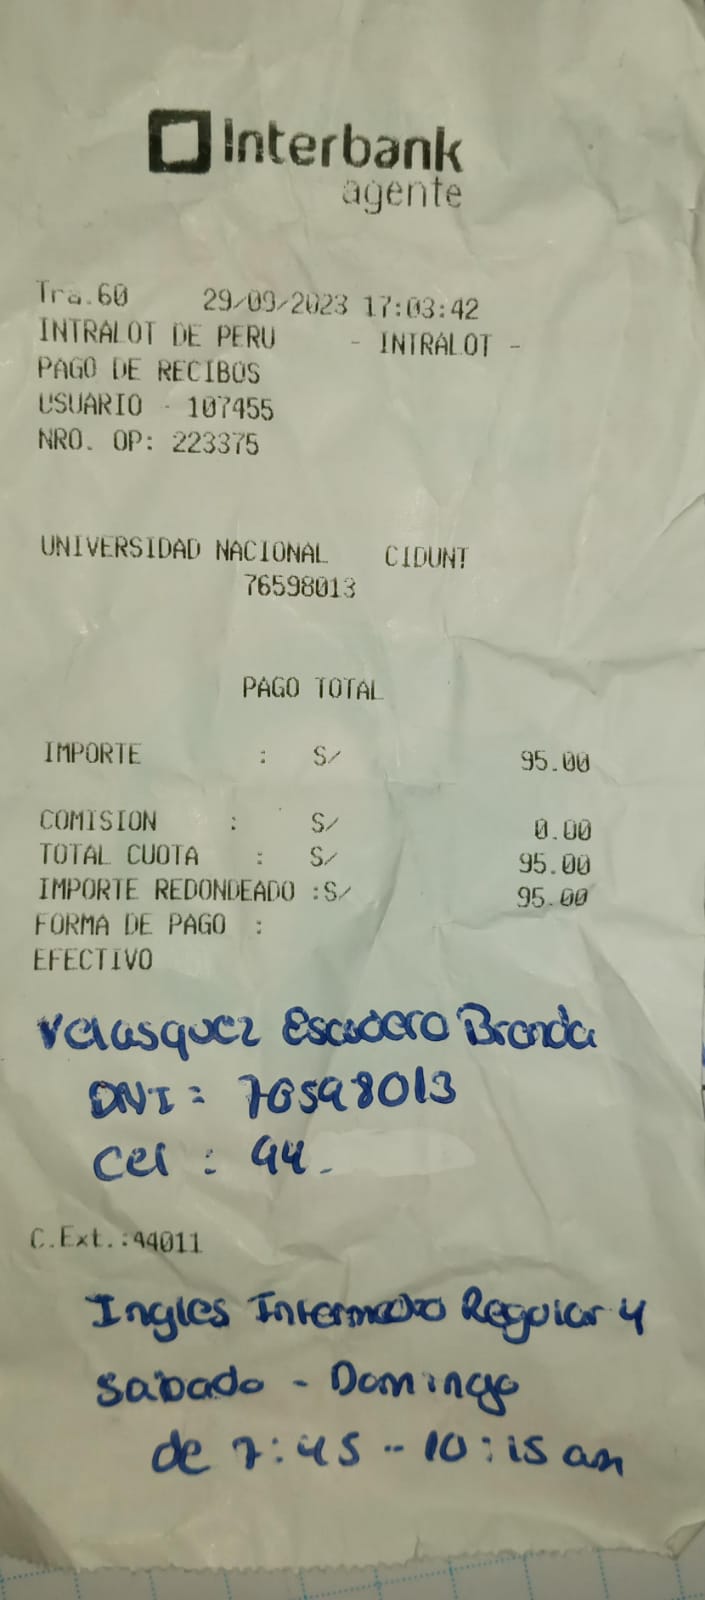 Interbank
agente
Tra.60 29/09/2023 17:03:42
INTRALOT DE PERU - INTRALOT -
PAGO DE RECIBOS
USUARIO - 107455
NRO. OP: 223375
UNIVERSIDAD NACIONAL CIDUNT
76598013
PAGO TOTAL
IMPORTE : S/ 95.00
COMISION : S/ 0.00
TOTAL CUOTA : S/ 95.00
IMPORTE REDONDEADO :S/ 95.00
FORMA DE PAGO :
EFECTIVO
Velasquez Escudero Brenda
DNI = 76598013
Cel : 94.
C.Ext.:44011
Ingles Intermedio Regular 4
Sabado - Domingo
de 7:45 - 10:15 am